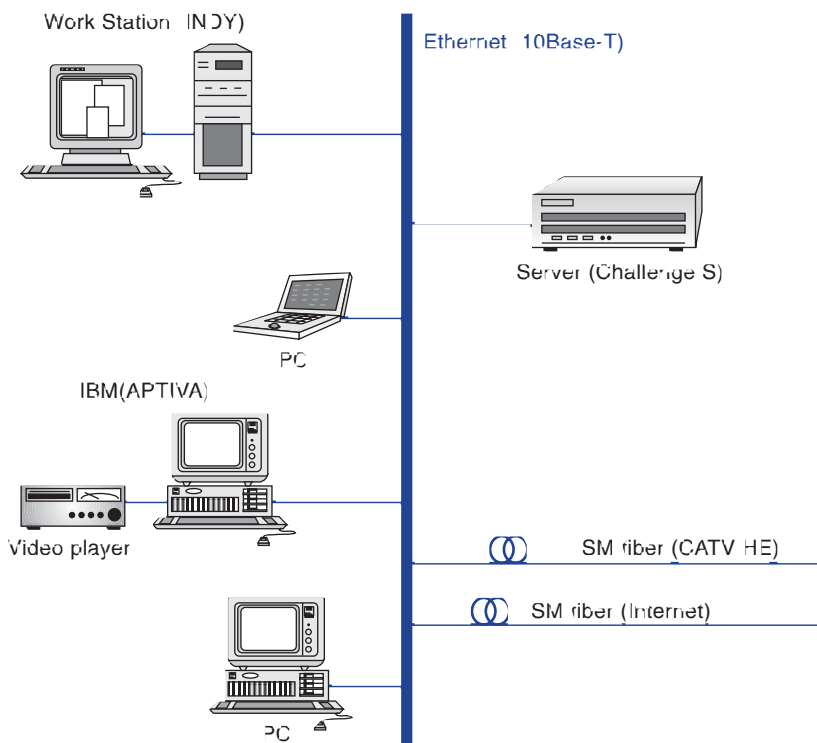 Work Station (INDY)
Ethernet (10Base-T)
Server (Challenge S)
PC
IBM(APTIVA)
Video player
SM fiber (CATV HE)
SM fiber (Internet)
PC